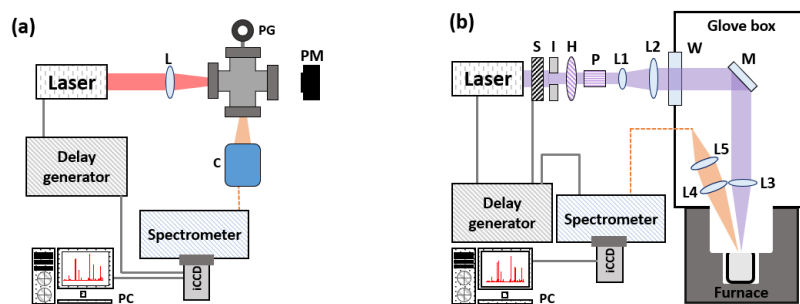 (a)
PG
L
PM
Laser
Delay
generator
C
Spectrometer
iCCD
PC
(b)
Glove box
S I H P L1 L2 W M
Laser
L5
L4
L3
Delay
generator
Spectrometer
iCCD
PC
Furnace